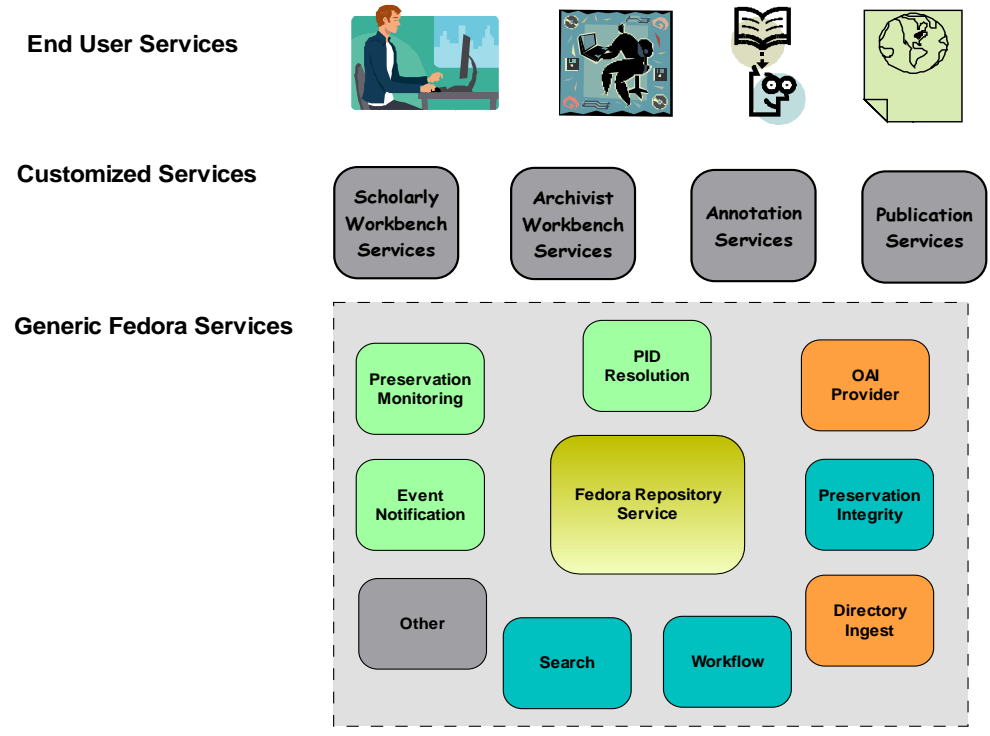 End User Services
Customized Services
Scholarly
Workbench
Services
Archivist
Workbench
Services
Annotation
Services
Publication
Services
Generic Fedora Services
Preservation
Monitoring
PID
Resolution
OAI
Provider
Event
Notification
Fedora Repository
Service
Preservation
Integrity
Other
Search
Workflow
Directory
Ingest